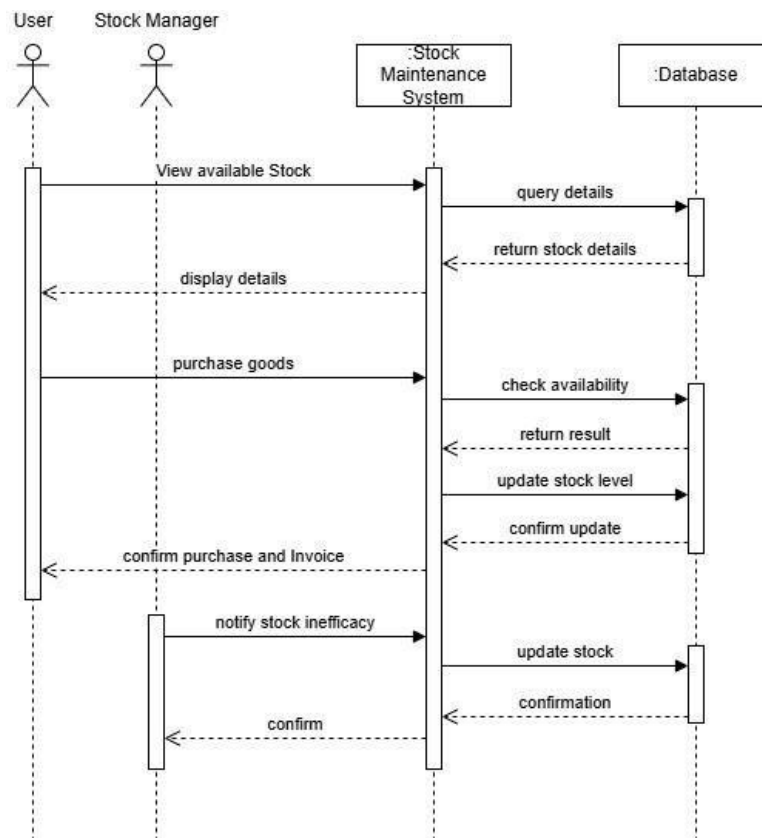 User
Stock Manager
:Stock
Maintenance
System
:Database
View available Stock
query details
return stock details
display details
purchase goods
check availability
return result
update stock level
confirm update
confirm purchase and Invoice
notify stock inefficacy
update stock
confirmation
confirm